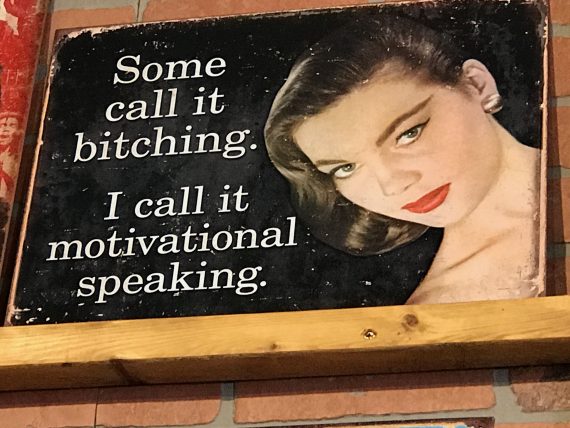 Some
call it
bitching.
I call it
motivational
speaking.